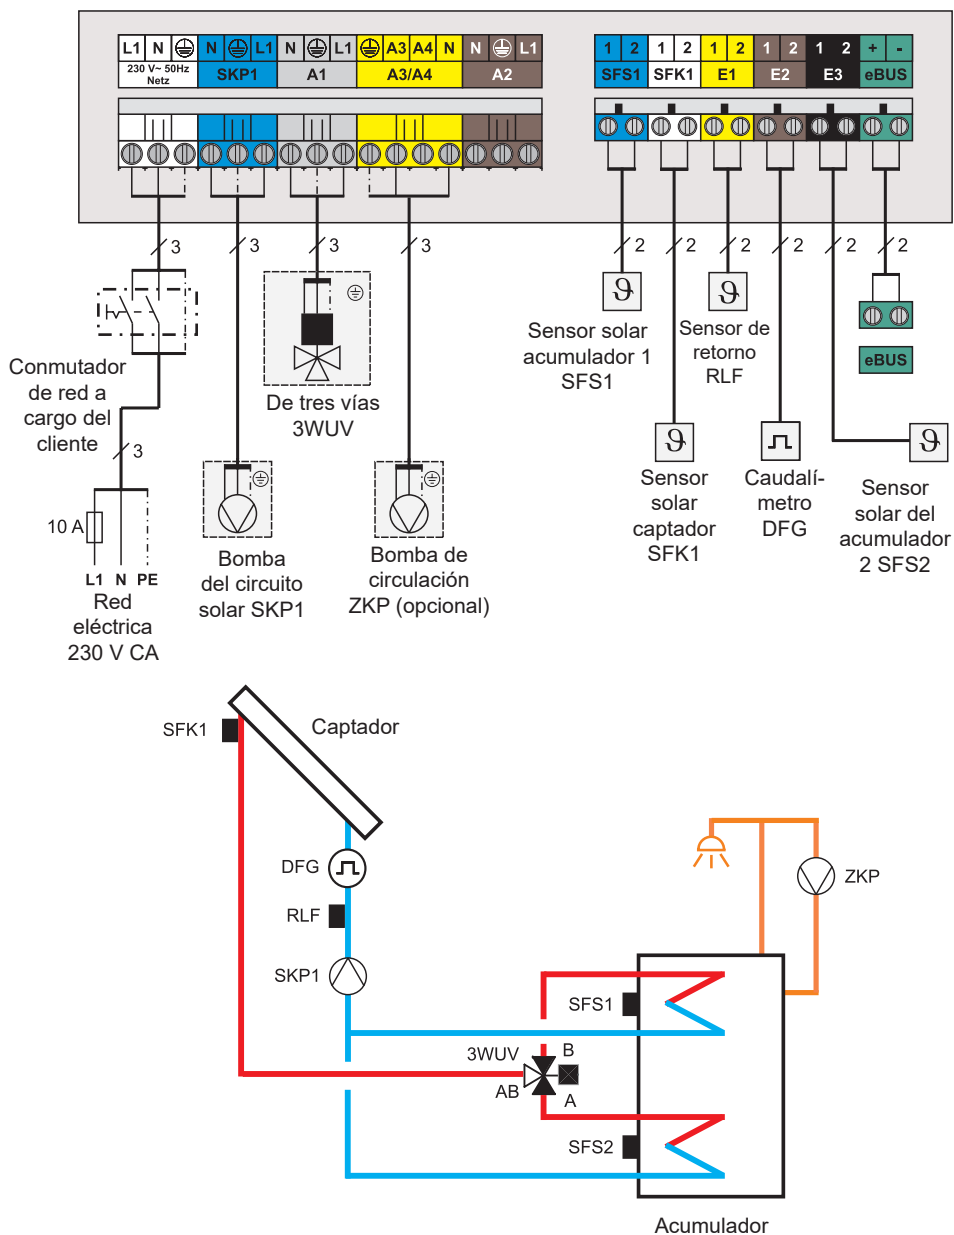 L1 N N L1 N L1 A3 A4 N N L1 1 2 1 2 1 2 1 2 1 2 + -
230 V~ 50Hz
Netz
SKP1 A1 A3/A4 A2 SFS1 SFK1 E1 E2 E3 eBUS
3 3 3 3 2 2 2 2 2 2
ϑ
Sensor solar
acumulador 1
SFS1
ϑ
Sensor de
retorno
RLF
eBUS
Conmutador
de red a
cargo del
cliente
3
De tres vías
3WUV
ϑ
Sensor
solar
captador
SFK1
Caudalí-
metro
DFG
ϑ
Sensor
solar del
acumulador
2 SFS2
10 A
L1 N PE
Red
eléctrica
230 V CA
Bomba
del circuito
solar SKP1
Bomba de
circulación
ZKP (opcional)
SFK1
Captador
DFG
RLF
SKP1
ZKP
SFS1
3WUV
B
AB
A
SFS2
Acumulador